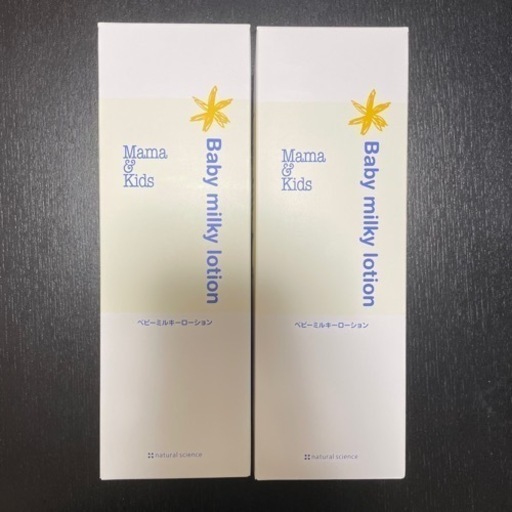 Mama
&
Kids
Baby milky lotion
ベビーミルキーローション
natural science
Mama
&
Kids
Baby milky lotion
ベビーミルキーローション
natural science